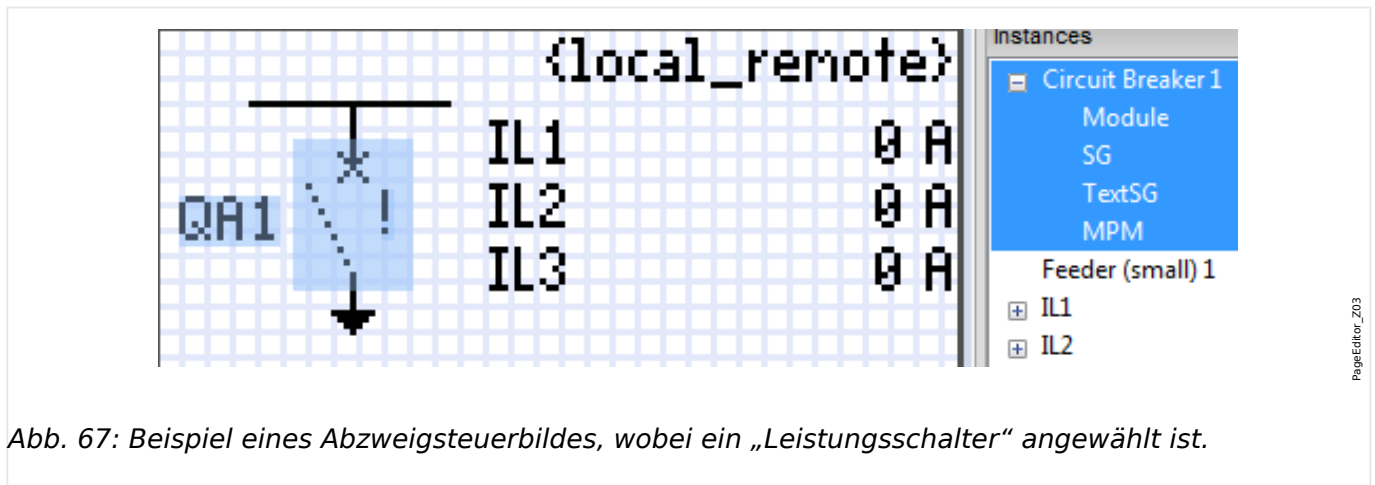 {local_remote}
IL1 0 A
IL2 0 A
IL3 0 A
QA1
!
Instances
Circuit Breaker 1
Module
SG
TextSG
MPM
Feeder (small) 1
IL1
IL2
PageEditor_Z03
Abb. 67: Beispiel eines Abzweigsteuerbildes, wobei ein „Leistungsschalter“ angewählt ist.